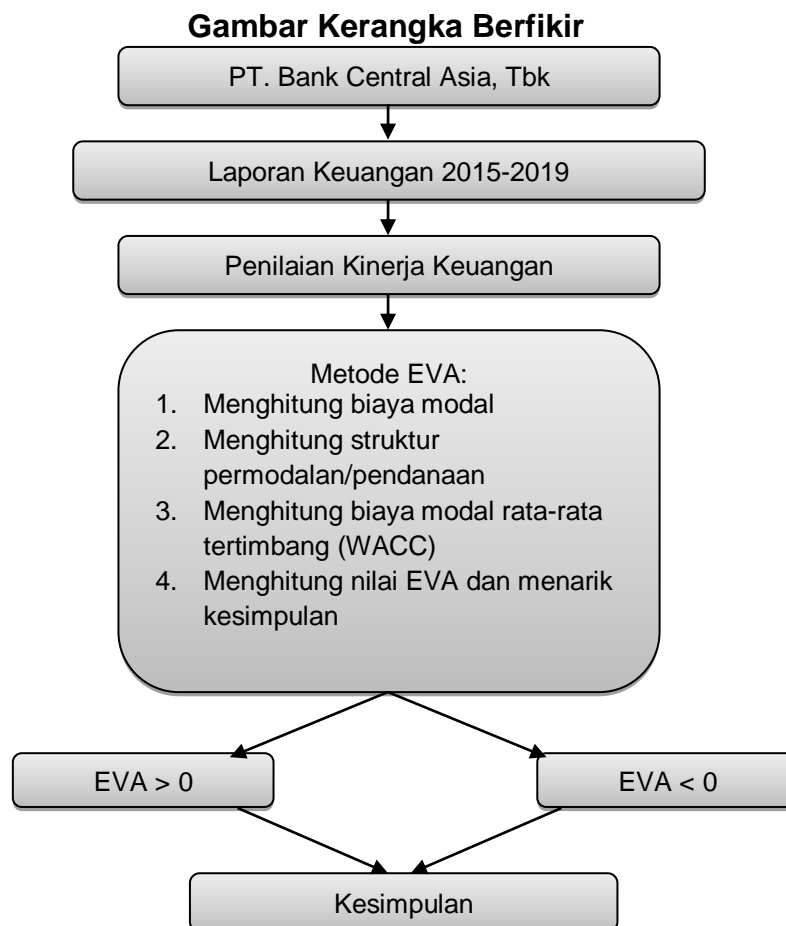 Gambar Kerangka Berfikir
PT. Bank Central Asia, Tbk
Laporan Keuangan 2015-2019
Penilaian Kinerja Keuangan
Metode EVA:
1. Menghitung biaya modal
2. Menghitung struktur
permodalan/pendanaan
3. Menghitung biaya modal rata-rata
tertimbang (WACC)
4. Menghitung nilai EVA dan menarik
kesimpulan
EVA > 0
EVA < 0
Kesimpulan